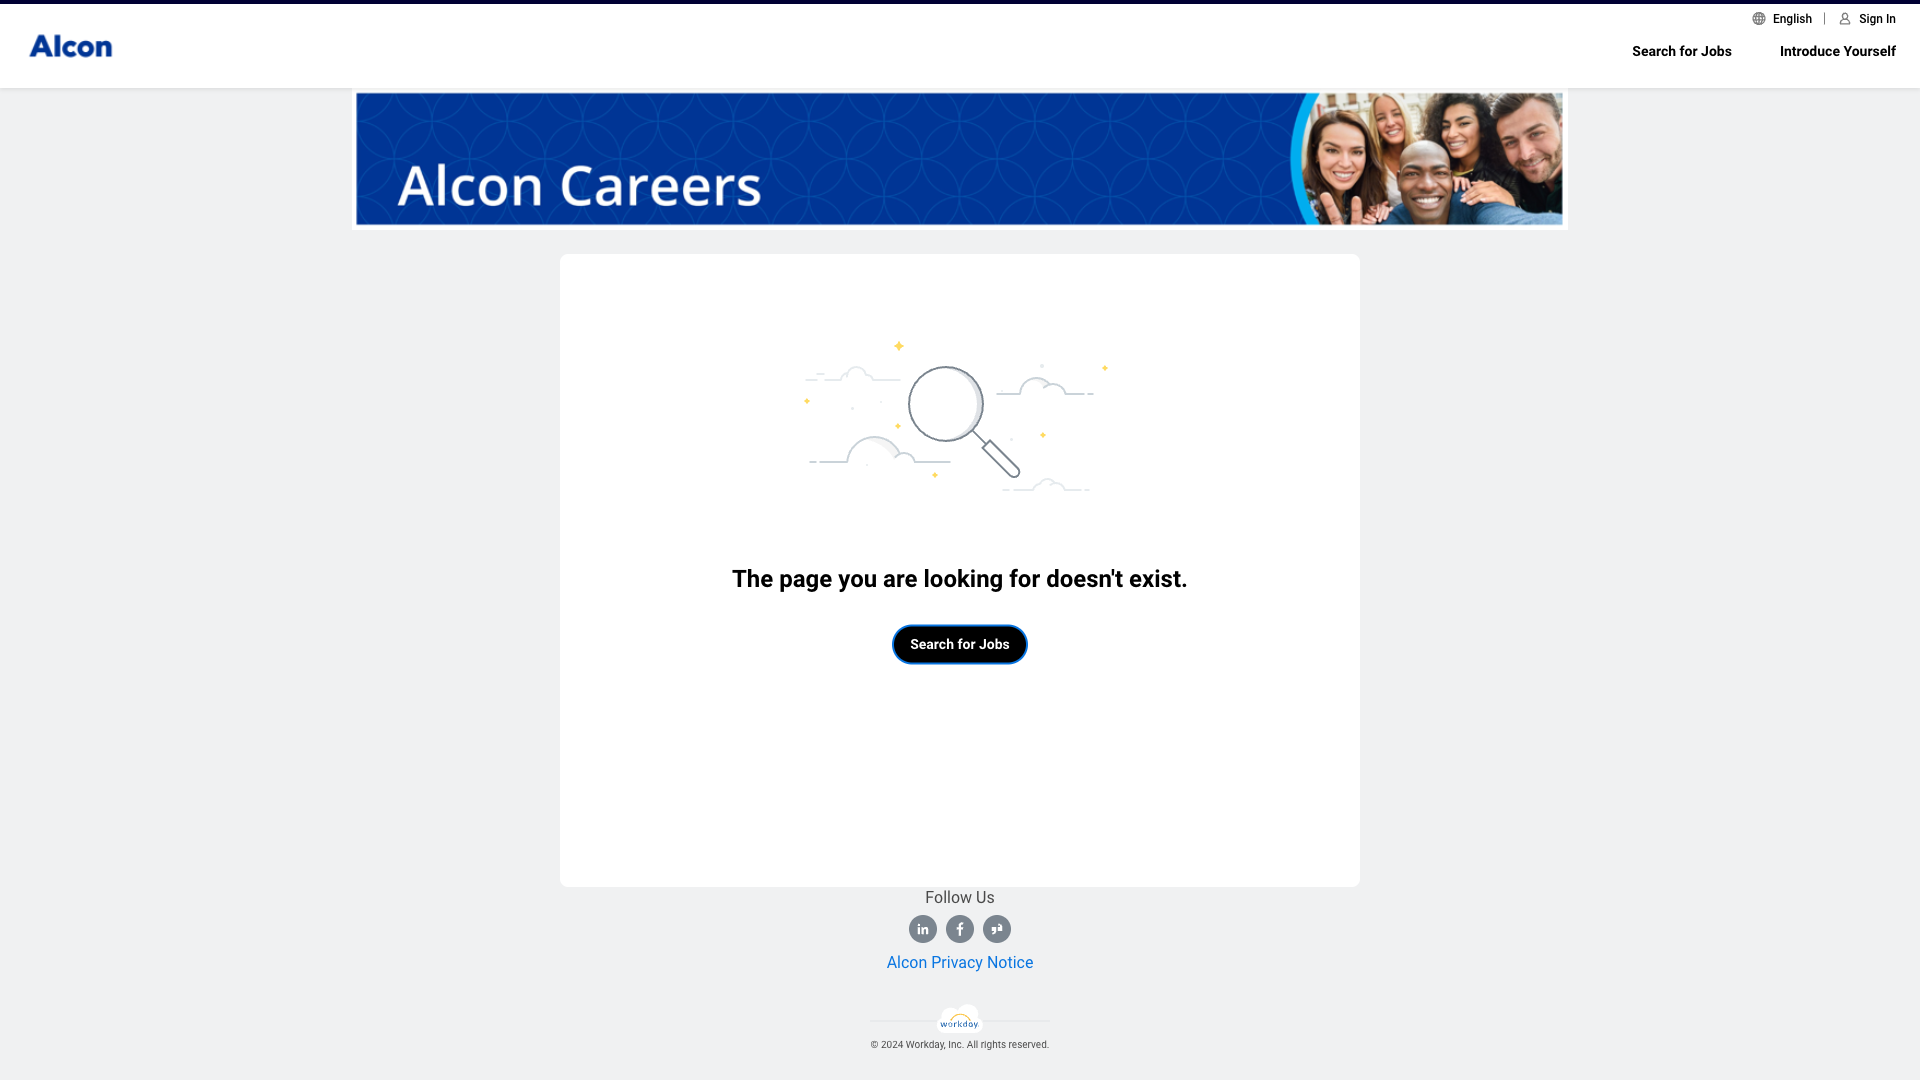 English
Sign In
Alcon
Search for Jobs
Introduce Yourself
Alcon Careers
The page you are looking for doesn't exist.
Search for Jobs
Follow Us
in
f
Alcon Privacy Notice
workday.
© 2024 Workday, Inc. All rights reserved.